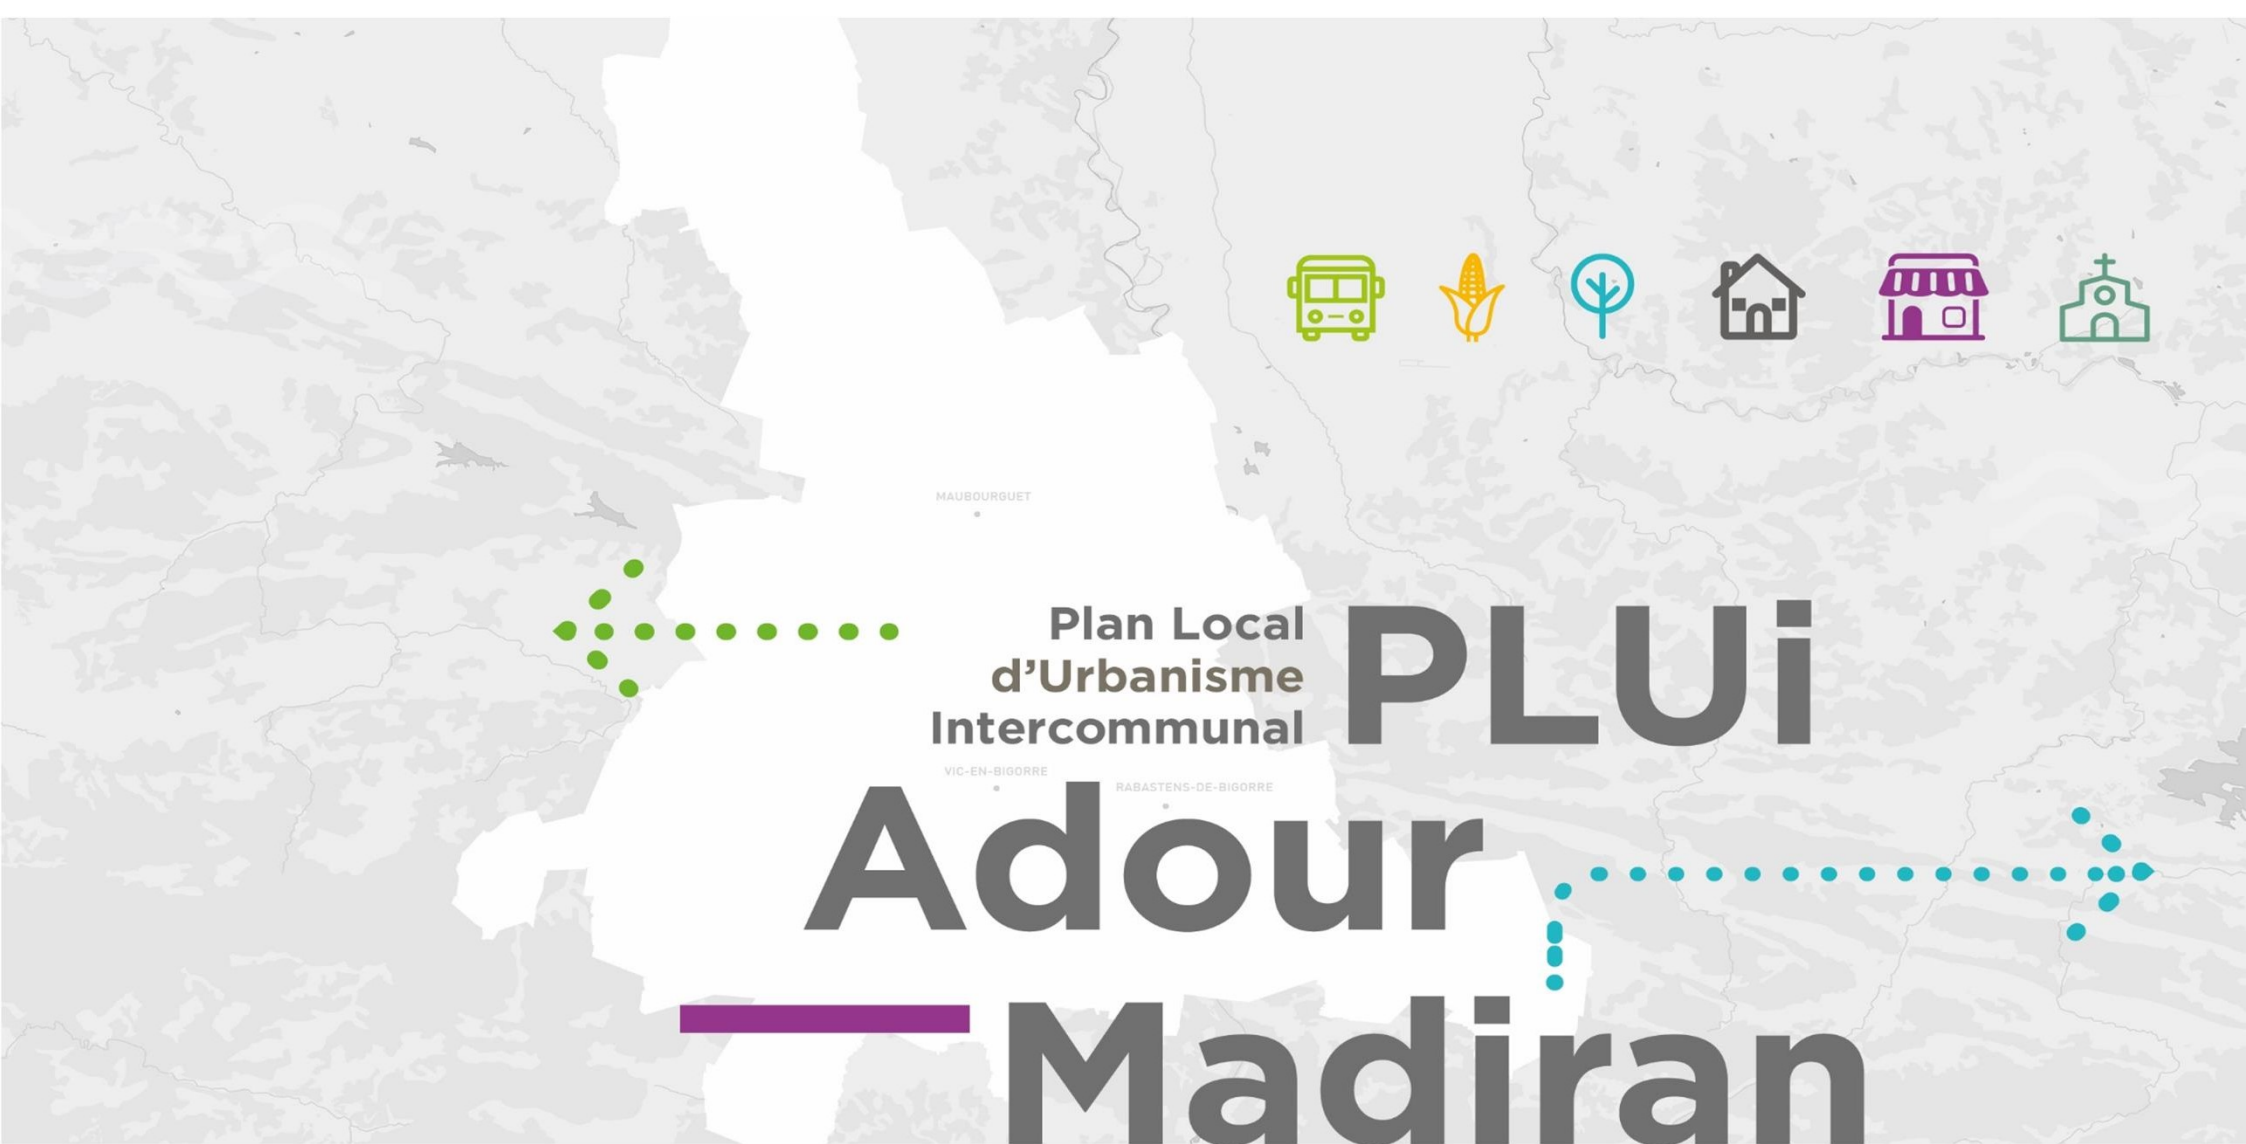 MAUBOURGUET
Plan Local
d’Urbanisme
Intercommunal
PLUi
VIC-EN-BIGORRE
RABASTENS-DE-BIGORRE
Adour
Madiran